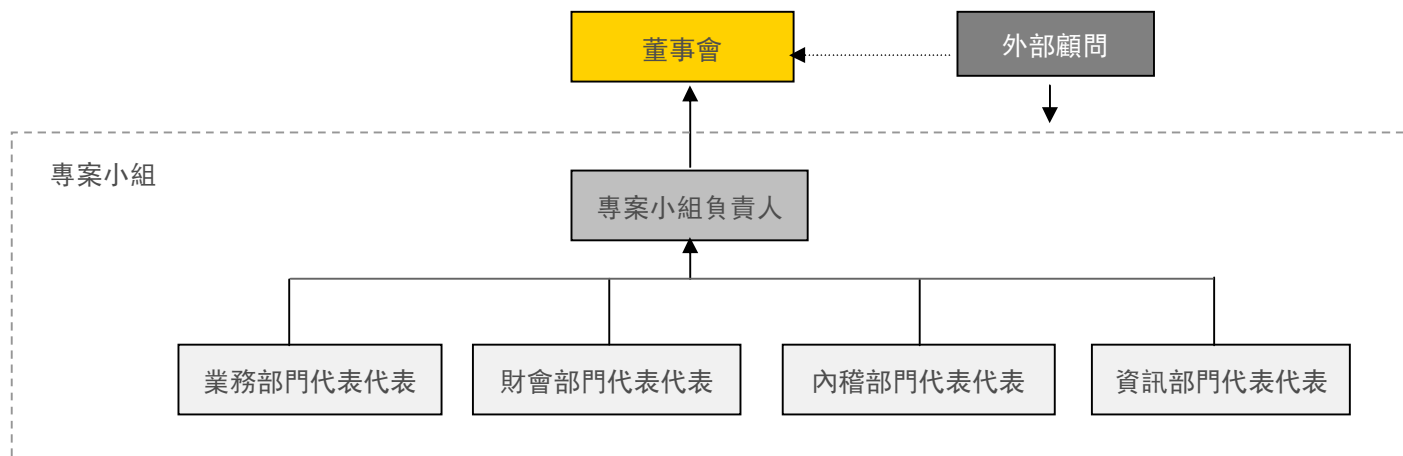 董事會
外部顧問
專案小組
專案小組負責人
業務部門代表代表
財會部門代表代表
內稽部門代表代表
資訊部門代表代表